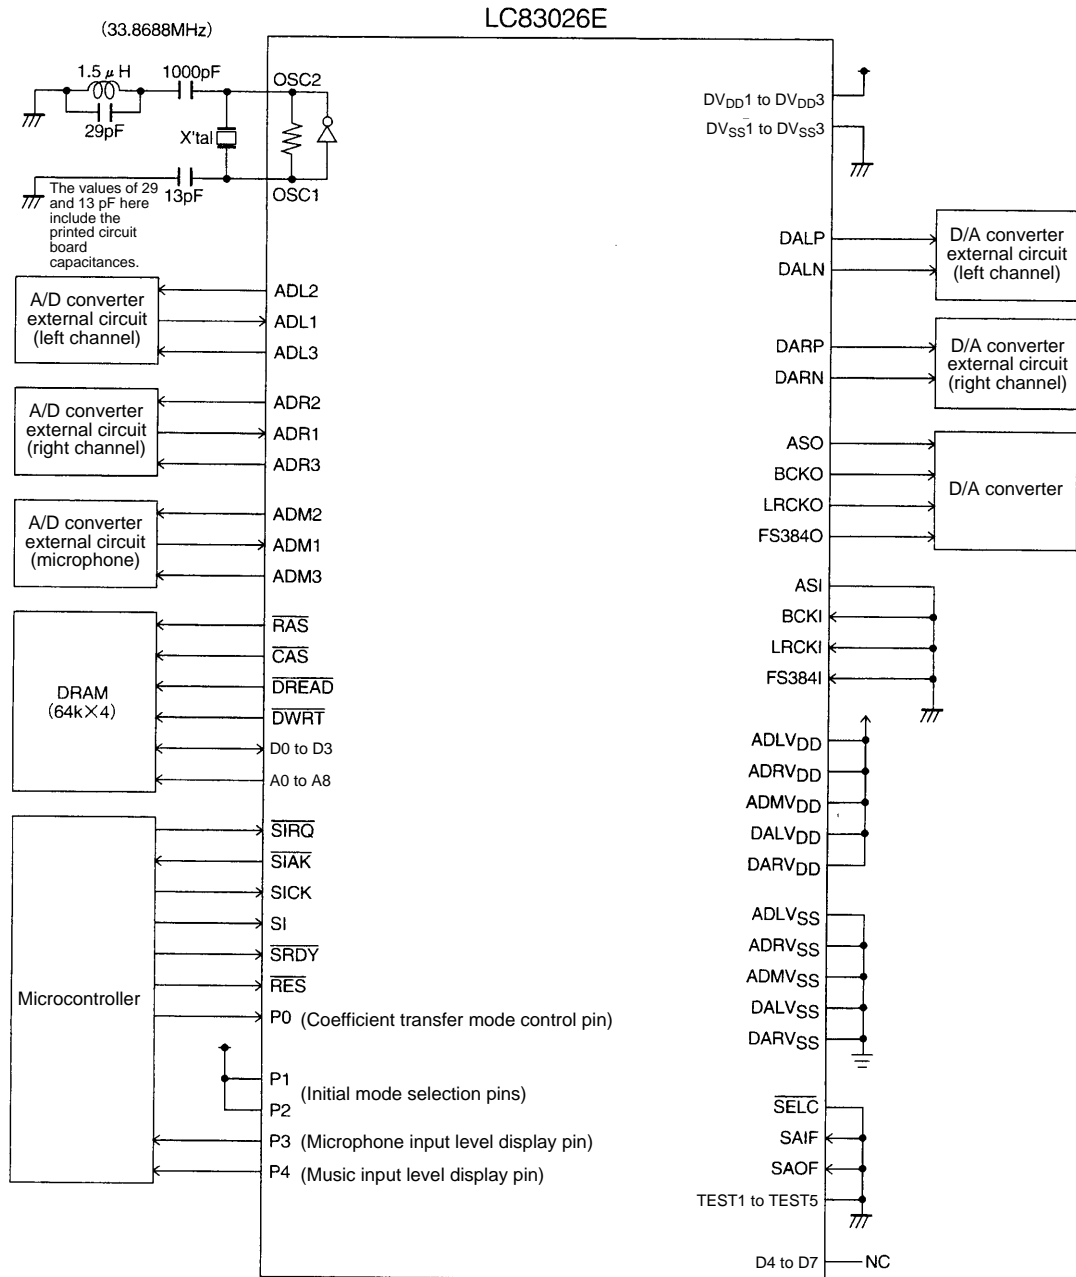 LC83026E
(33.8688MHz)
1.5 μH
1000pF
29pF
X'tal
13pF
OSC2
OSC1
The values of 29
and 13 pF here
include the
printed circuit
board
capacitances.
A/D converter
external circuit
(left channel)
ADL2
ADL1
ADL3
A/D converter
external circuit
(right channel)
ADR2
ADR1
ADR3
A/D converter
external circuit
(microphone)
ADM2
ADM1
ADM3
DRAM
(64k×4)
RAS
CAS
DREAD
DWRT
D0 to D3
A0 to A8
Microcontroller
SIRQ
SIAK
SICK
SI
SRDY
RES
P0 (Coefficient transfer mode control pin)
P1
(Initial mode selection pins)
P2
P3 (Microphone input level display pin)
P4 (Music input level display pin)
DVDD1 to DVDD3
DVSS1 to DVSS3
DALP
DALN
D/A converter
external circuit
(left channel)
DARP
DARN
D/A converter
external circuit
(right channel)
ASO
BCKO
LRCKO
FS384O
D/A converter
ASI
BCKI
LRCKI
FS384I
ADLVDD
ADRVDD
ADMVDD
DALVDD
DARVDD
ADLVSS
ADRVSS
ADMVSS
DALVSS
DARVSS
SELC
SAIF
SAOF
TEST1 to TEST5
D4 to D7
NC